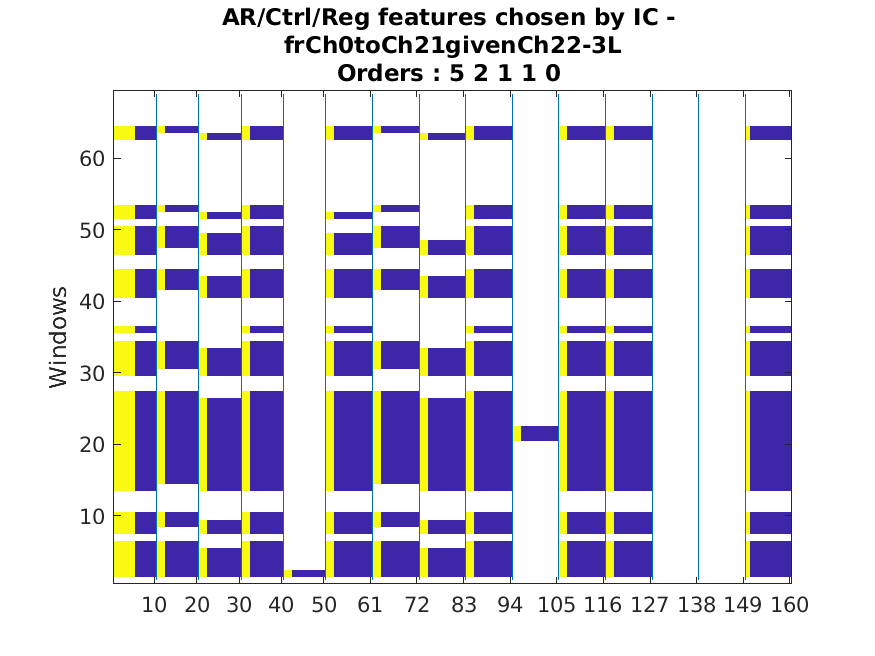 AR/Ctrl/Reg features chosen by IC -
frCh0toCh21givenCh22-3L
Orders : 5 2 1 1 0
Windows
60
50
40
30
20
10
10 20 30 40 50 61 72 83 94 105 116 127 138 149 160